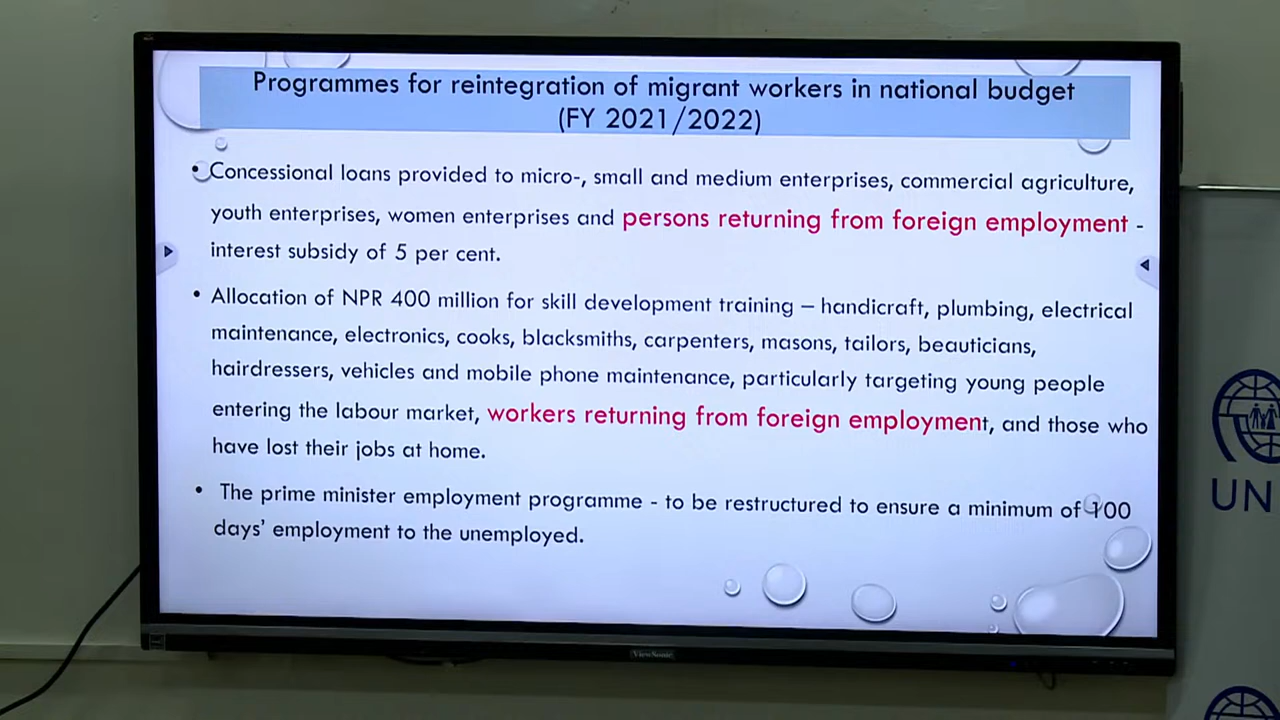 Programmes for reintegration of migrant workers in national budget
(FY 2021/2022)
• Concessional loans provided to micro-, small and medium enterprises, commercial agriculture,
youth enterprises, women enterprises and persons returning from foreign employment -
interest subsidy of 5 per cent.
• Allocation of NPR 400 million for skill development training – handicraft, plumbing, electrical
maintenance, electronics, cooks, blacksmiths, carpenters, masons, tailors, beauticians,
hairdressers, vehicles and mobile phone maintenance, particularly targeting young people
entering the labour market, workers returning from foreign employment, and those who
have lost their jobs at home.
• The prime minister employment programme - to be restructured to ensure a minimum of 100
days' employment to the unemployed.
ViewSonic
UN